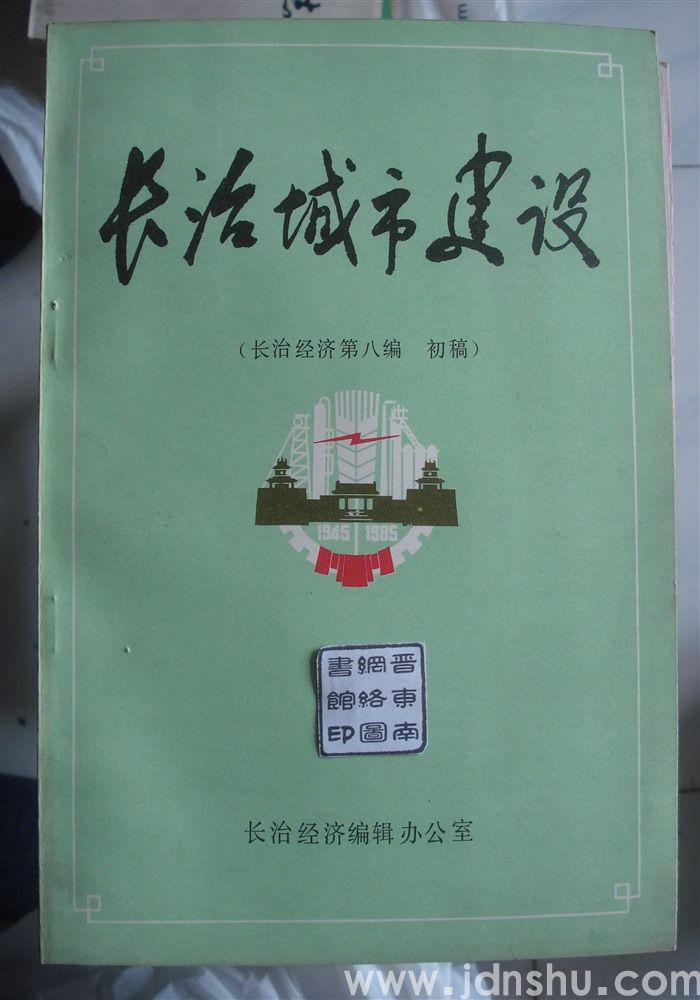 长治城市建设
（长治经济第八编 初稿）
1945 1985
晋東南
網絡圖
書館印
长治经济编辑办公室
www.jdnshu.com